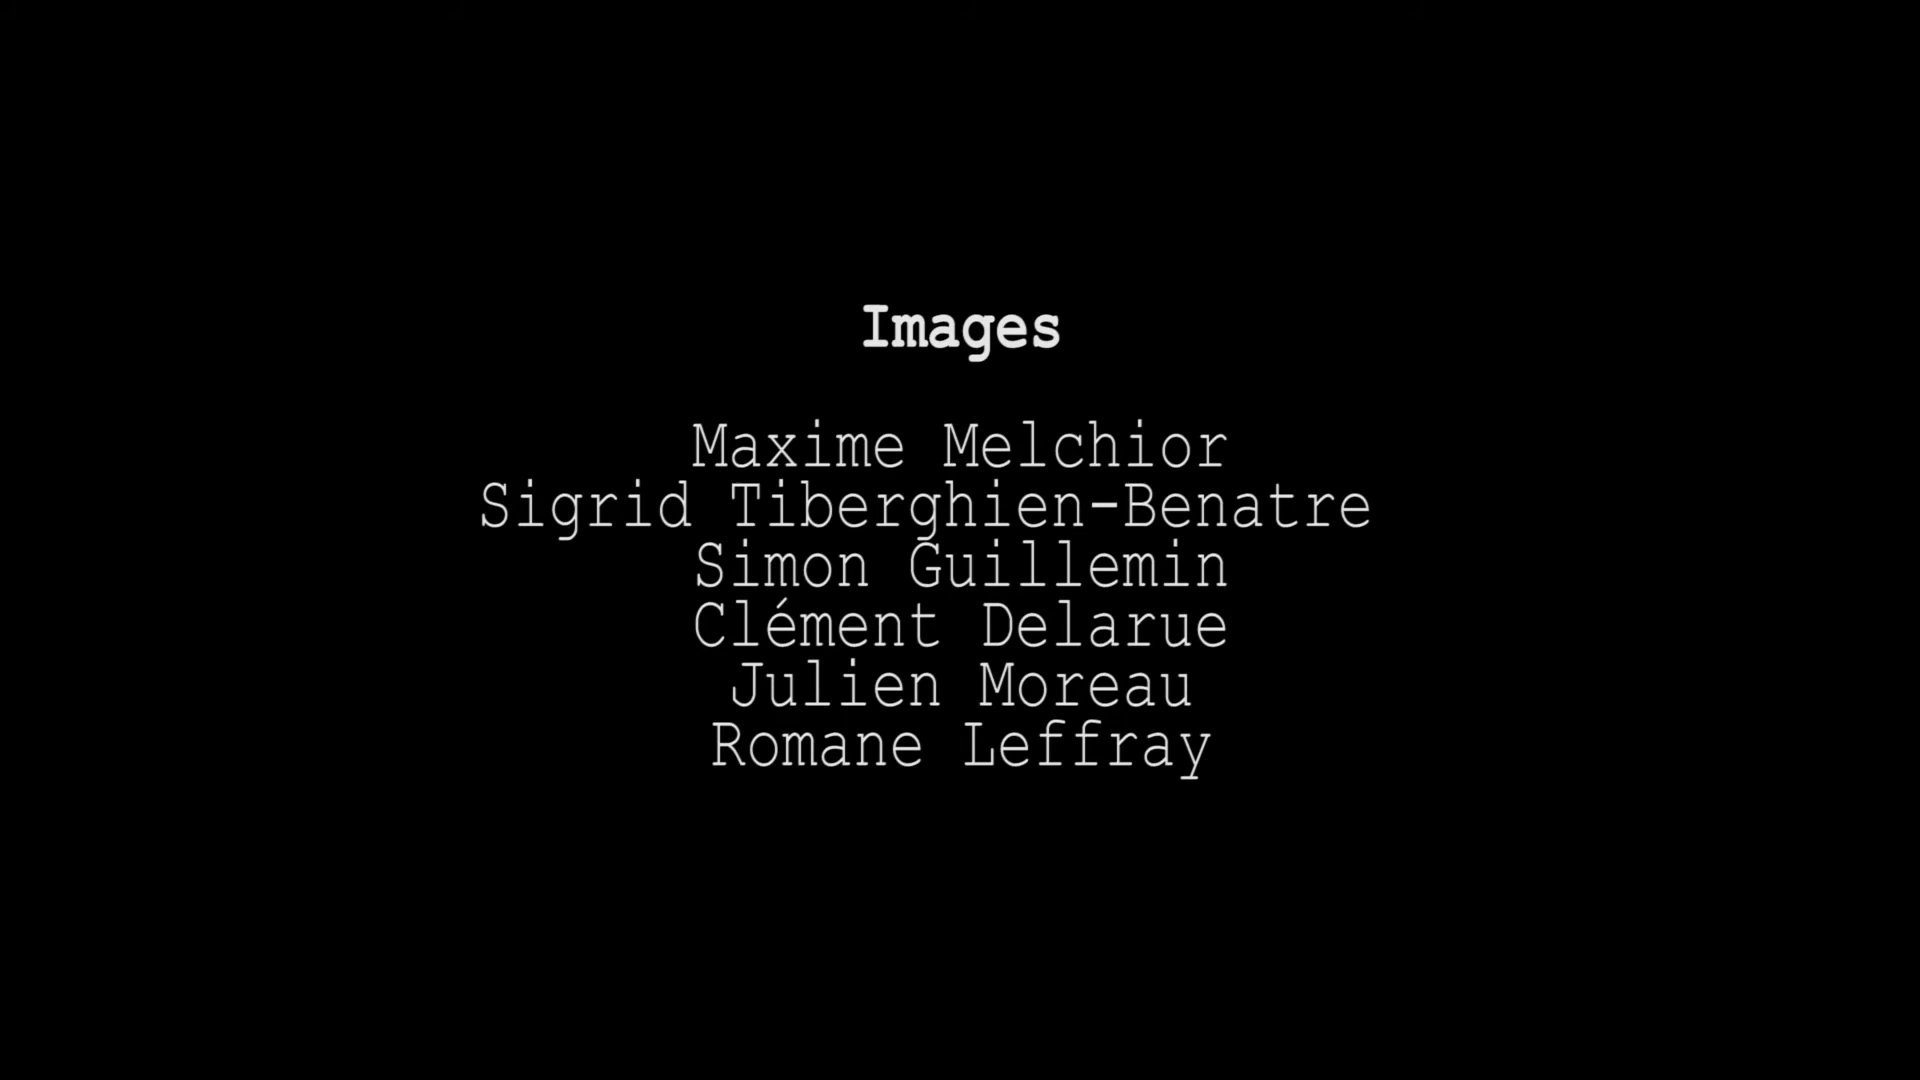 Images
Maxime Melchior
Sigrid Tiberghien-Benatre
Simon Guillemin
Clément Delarue
Julien Moreau
Romane Leffray